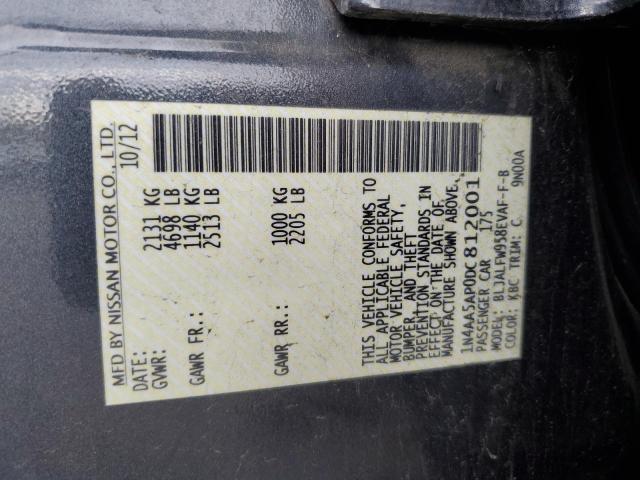 MFD BY NISSAN MOTOR CO., LTD.
DATE: 10/12
GVWR: 2131 KG
4698 LB
GAWR FR.: 1140 KG
2513 LB
GAWR RR.: 1000 KG
2205 LB
THIS VEHICLE CONFORMS TO
ALL APPLICABLE FEDERAL
MOTOR VEHICLE SAFETY,
BUMPER, AND THEFT
PREVENTION STANDARDS IN
EFFECT ON THE DATE OF
MANUFACTURE SHOWN ABOVE.
1N4AA5AP0DC812001
PASSENGER CAR 175
MODEL: BLJALFW958EVAF-F-B
COLOR: KBC TRIM: C. 9N00A